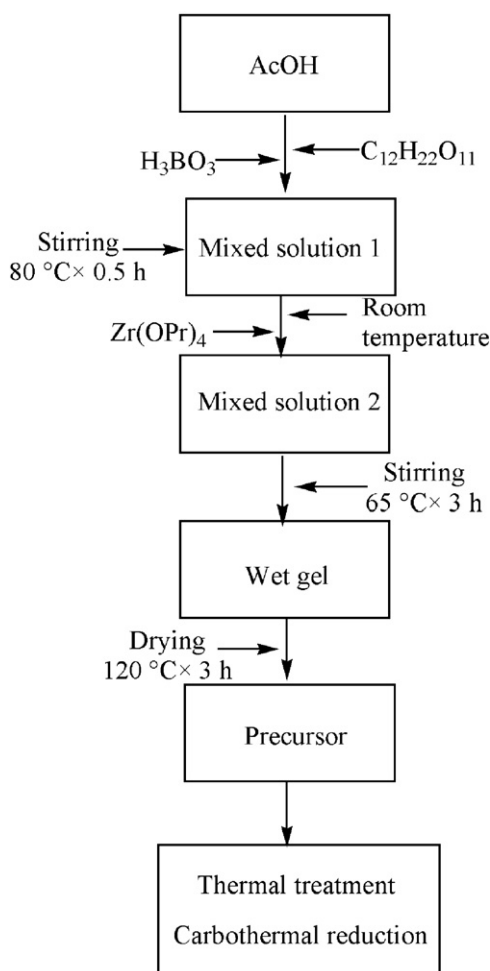 AcOH
H₃BO₃
C₁₂H₂₂O₁₁
Stirring
80 °C× 0.5 h
Mixed solution 1
Zr(OPr)₄
Room
temperature
Mixed solution 2
Stirring
65 °C× 3 h
Wet gel
Drying
120 °C× 3 h
Precursor
Thermal treatment
Carbothermal reduction